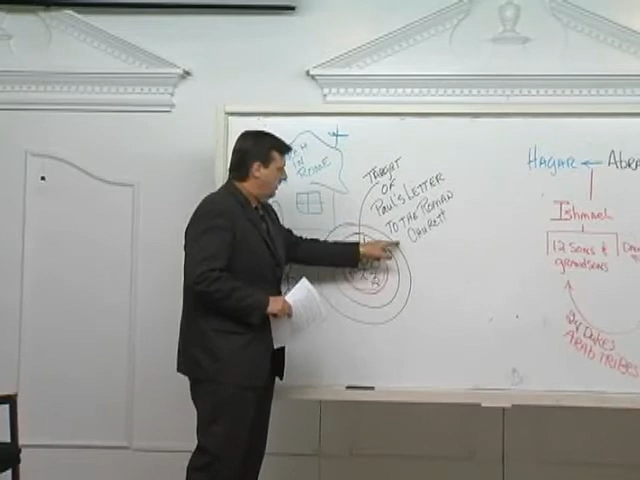 IN
ROME
TARGET
OF
PAUL'S LETTER
TO THE ROMAN
CHURCH
HAGAR ← ABRA
Ishmael
12 SONS &
grandsons
DUKES
ARAB TRIBES